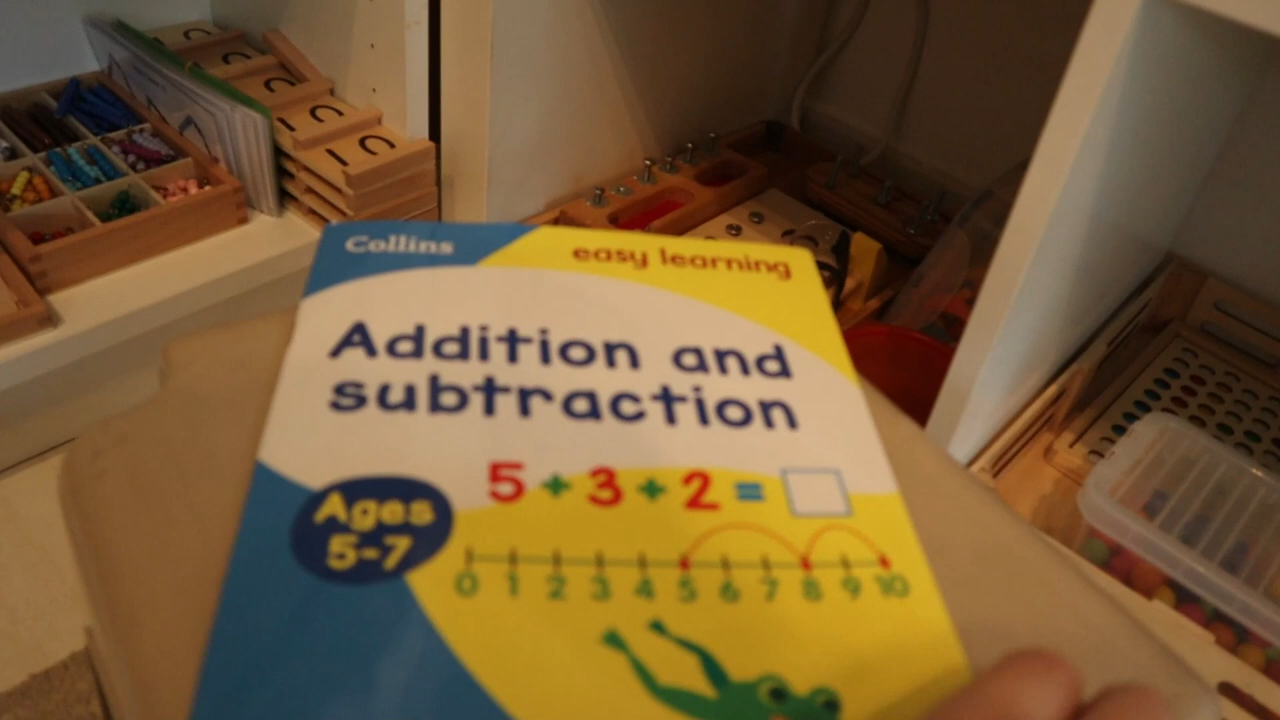 Collins
easy learning
Addition and
subtraction
5 + 3 + 2 =
Ages
5-7
0 1 2 3 4 5 6 7 8 9 10